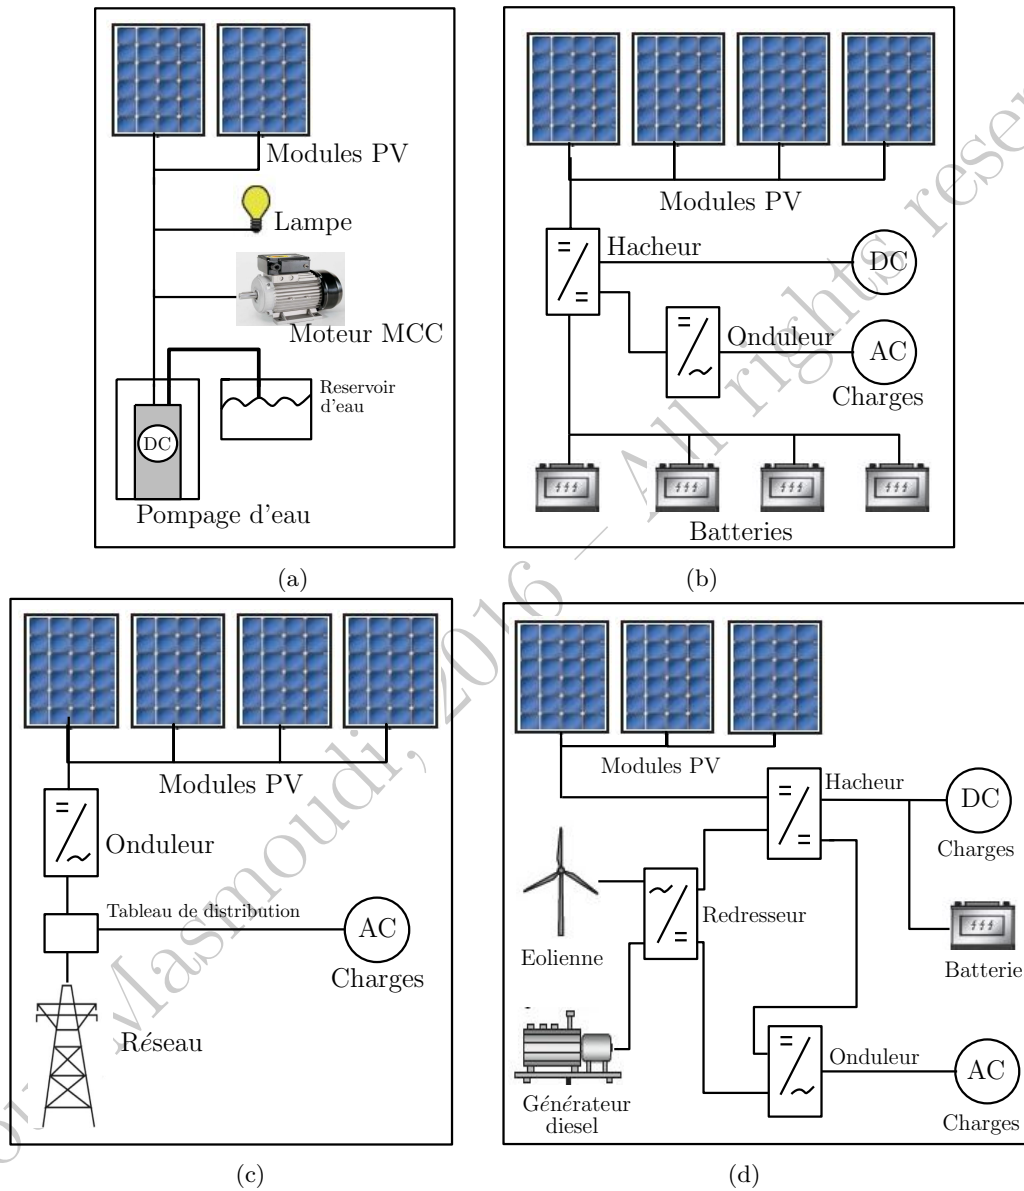 Modules PV
Lampe
Moteur MCC
Reservoir
d'eau
DC
Pompage d'eau
(a)
Modules PV
Hacheur
DC
Onduleur
AC
Charges
Batteries
(b)
Modules PV
Onduleur
Tableau de distribution
AC
Charges
Réseau
(c)
Modules PV
Hacheur
DC
Charges
Redresseur
Eolienne
Batterie
Onduleur
AC
Générateur
diesel
Charges
(d)
Masmoudi, 2016 – All rights